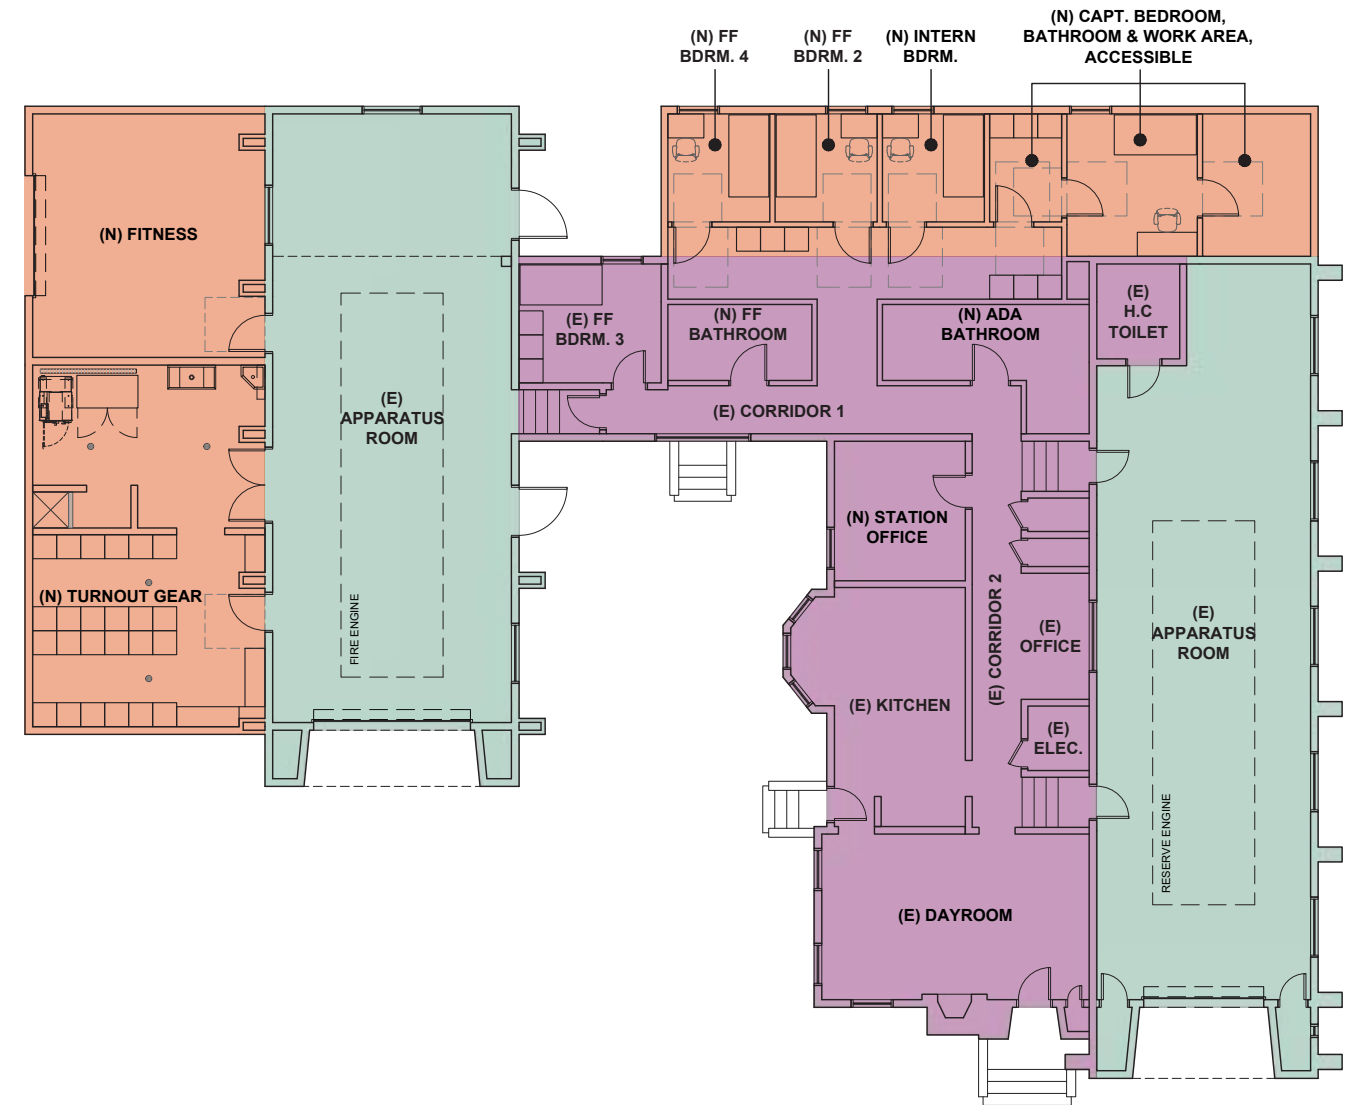 (N) FF
BDRM. 4
(N) FF
BDRM. 2
(N) INTERN
BDRM.
(N) CAPT. BEDROOM,
BATHROOM & WORK AREA,
ACCESSIBLE
(N) FITNESS
(E)
APPARATUS
ROOM
(E) FF
BDRM. 3
(N) FF
BATHROOM
(N) ADA
BATHROOM
(E)
H.C
TOILET
(E) CORRIDOR 1
(N) STATION
OFFICE
(N) TURNOUT GEAR
FIRE ENGINE
(E) CORRIDOR 2
(E)
OFFICE
(E)
APPARATUS
ROOM
(E) KITCHEN
(E)
ELEC.
RESERVE ENGINE
(E) DAYROOM